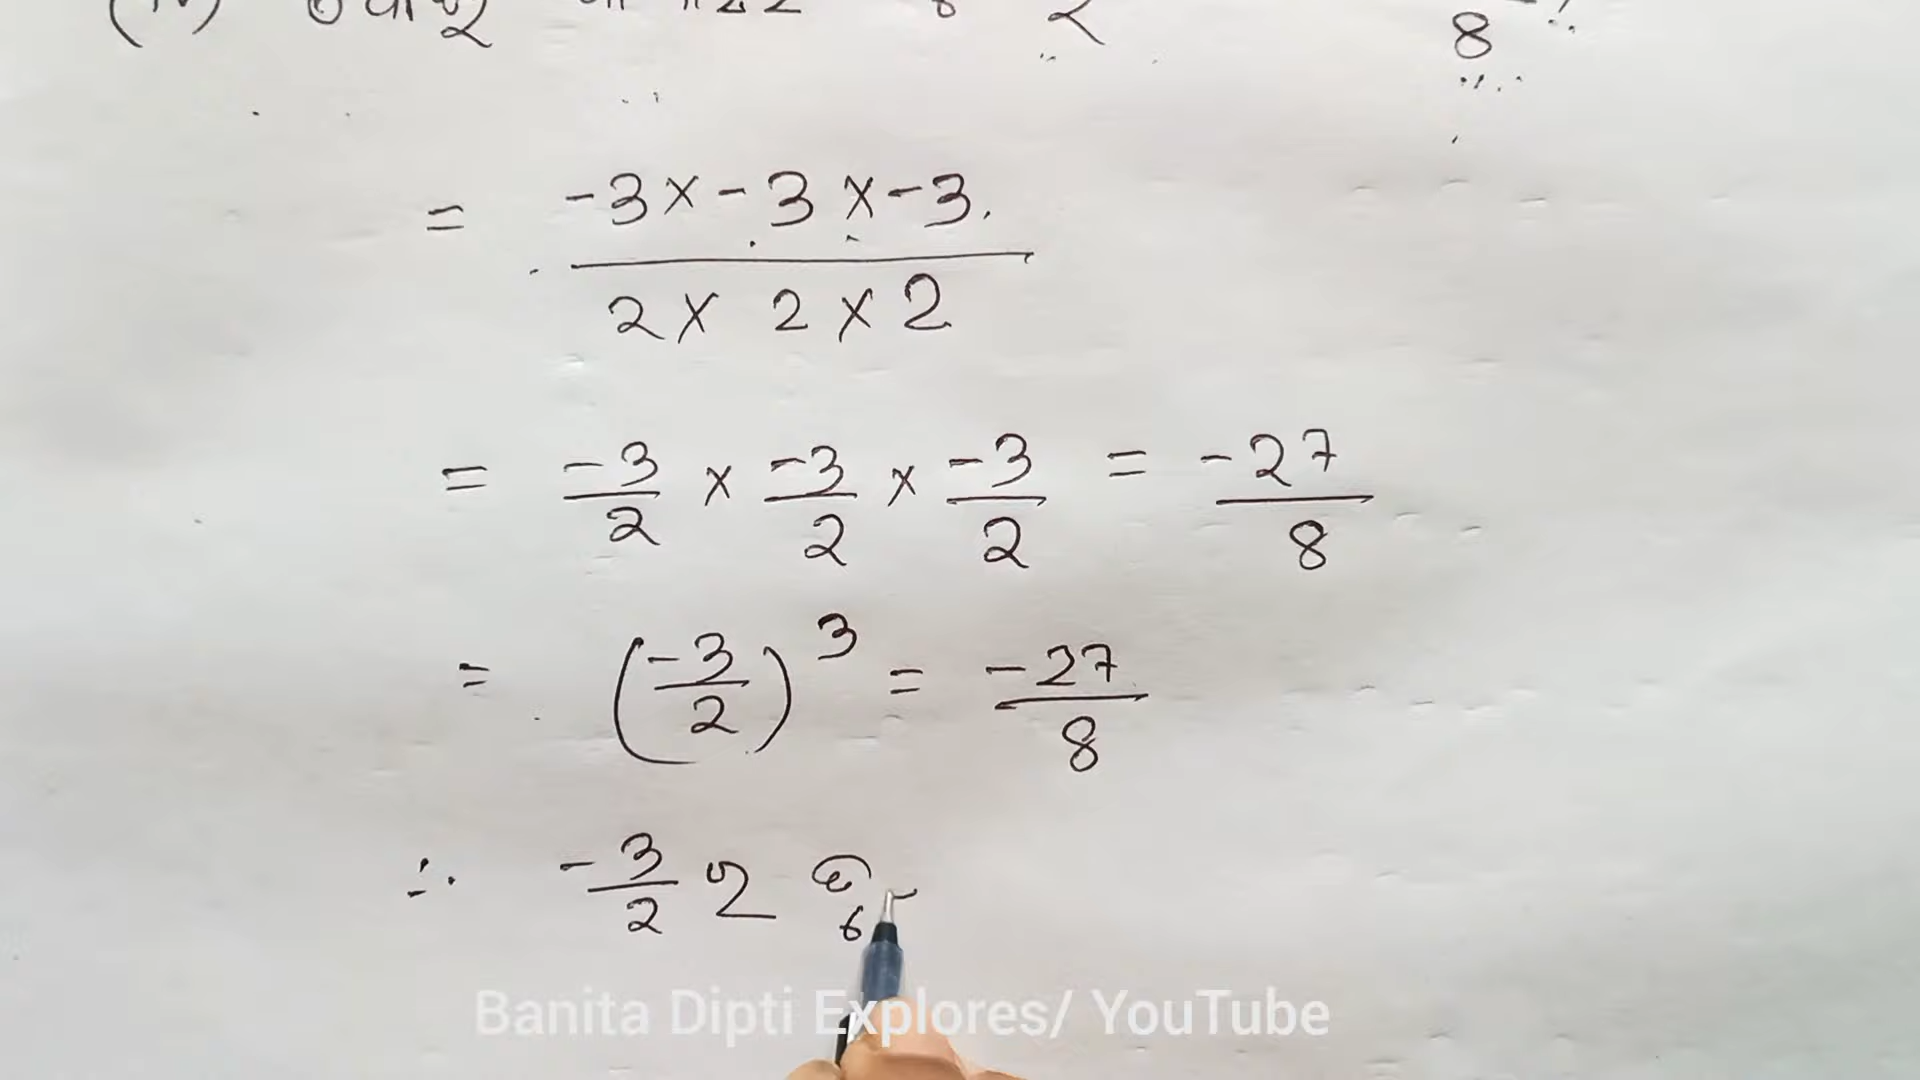 = -3 × -3 × -3 / 2 × 2 × 2
= -3/2 × -3/2 × -3/2 = -27/8
= (-3/2)³ = -27/8
∴ -3/2
Banita Dipti Explores/ YouTube